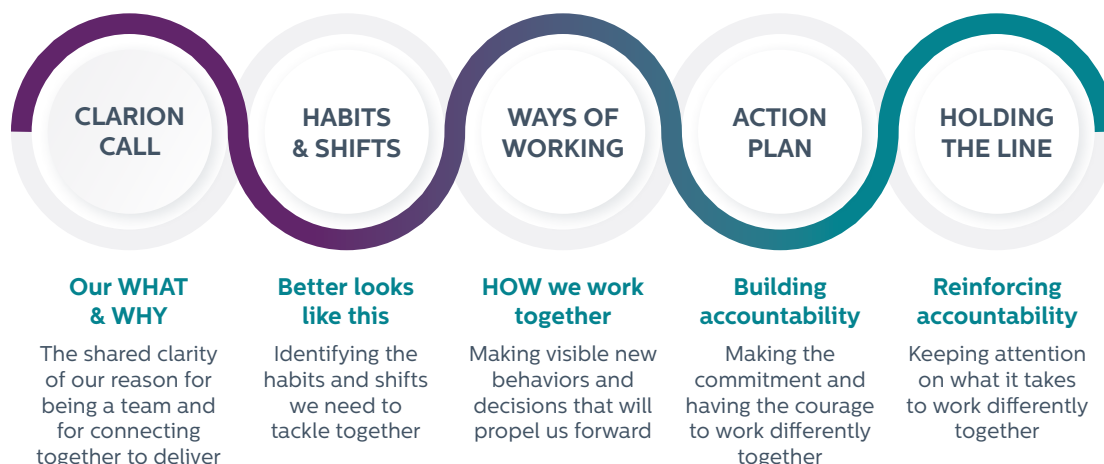 CLARION
CALL
HABITS
& SHIFTS
WAYS OF
WORKING
ACTION
PLAN
HOLDING
THE LINE
Our WHAT
& WHY
The shared clarity
of our reason for
being a team and
for connecting
together to deliver
Better looks
like this
Identifying the
habits and shifts
we need to
tackle together
HOW we work
together
Making visible new
behaviors and
decisions that will
propel us forward
Building
accountability
Making the
commitment and
having the courage
to work differently
together
Reinforcing
accountability
Keeping attention
on what it takes
to work differently
together